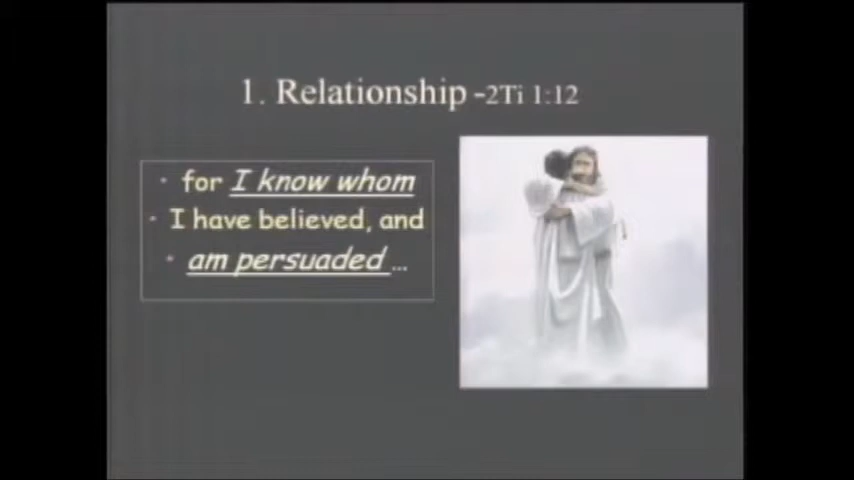 1. Relationship -2Ti 1:12
• for I know whom
• I have believed, and
• am persuaded ...